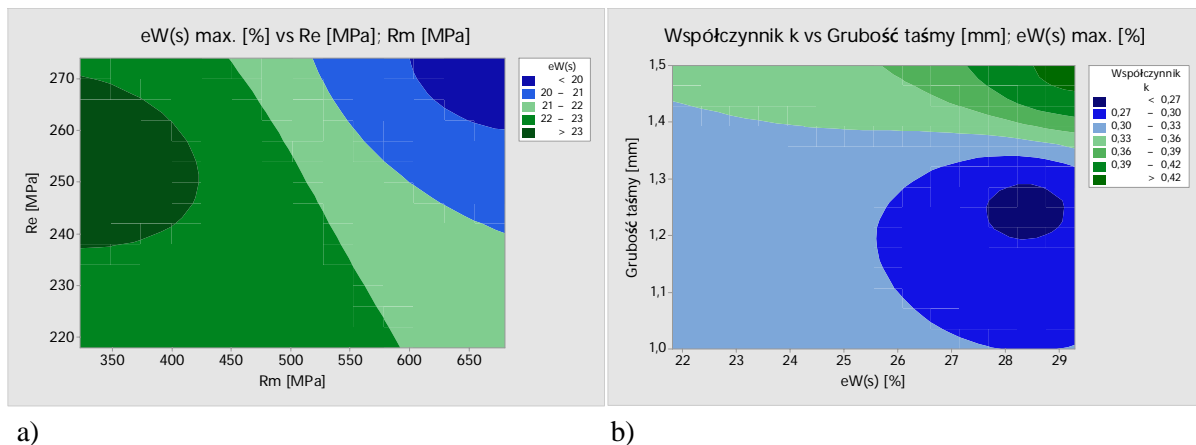 eW(s) max. [%] vs Re [MPa]; Rm [MPa]
Re [MPa]
270
260
250
240
230
220
350 400 450 500 550 600 650
Rm [MPa]
eW(s)
< 20
20 – 21
21 – 22
22 – 23
> 23
a)
Współczynnik k vs Grubość taśmy [mm]; eW(s) max. [%]
Grubość taśmy [mm]
1,5
1,4
1,3
1,2
1,1
1,0
22 23 24 25 26 27 28 29
eW(s) [%]
Współczynnik
k
< 0,27
0,27 – 0,30
0,30 – 0,33
0,33 – 0,36
0,36 – 0,39
0,39 – 0,42
> 0,42
b)